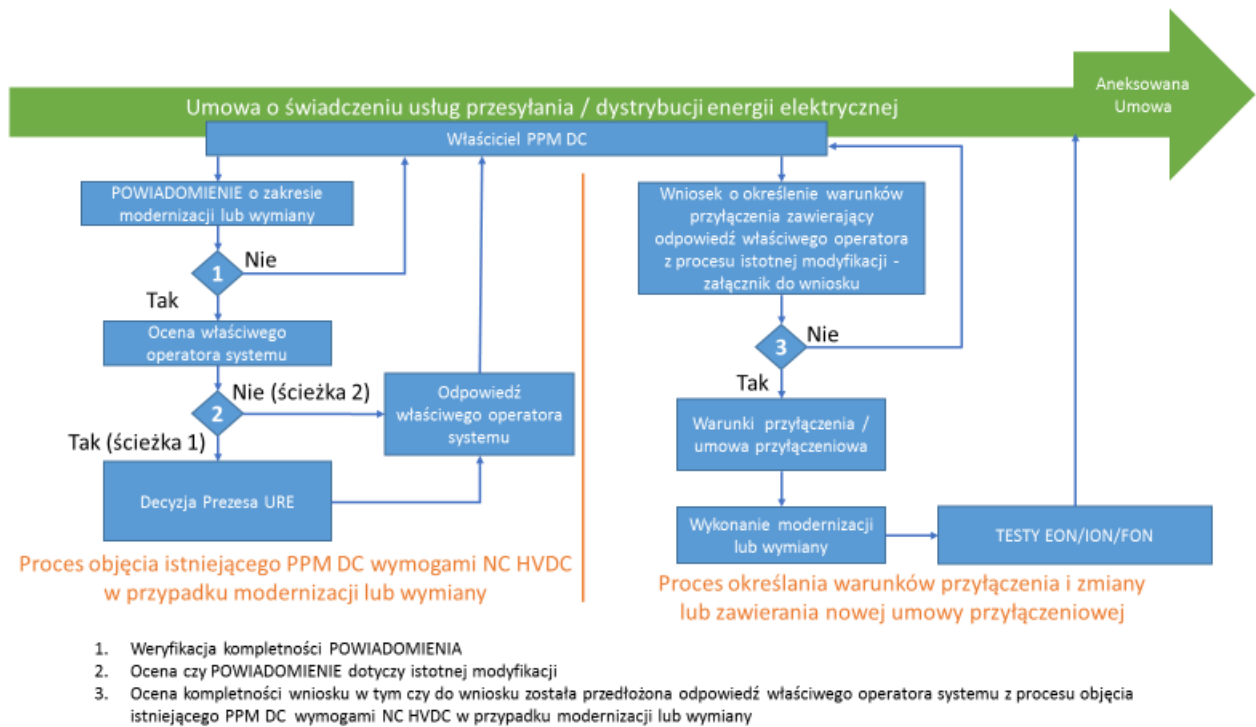 Aneksowana
Umowa
Umowa o świadczeniu usług przesyłania / dystrybucji energii elektrycznej
Właściciel PPM DC
POWIADOMIENIE o zakresie
modernizacji lub wymiany
1
Nie
Tak
Ocena właściwego
operatora systemu
2
Nie (ścieżka 2)
Tak (ścieżka 1)
Odpowiedź
właściwego operatora
systemu
Decyzja Prezesa URE
Proces objęcia istniejącego PPM DC wymogami NC HVDC
w przypadku modernizacji lub wymiany
Wniosek o określenie warunków
przyłączenia zawierający
odpowiedź właściwego operatora
z procesu istotnej modyfikacji -
załącznik do wniosku
3
Nie
Tak
Warunki przyłączenia /
umowa przyłączeniowa
Wykonanie modernizacji
lub wymiany
TESTY EON/ION/FON
Proces określania warunków przyłączenia i zmiany
lub zawierania nowej umowy przyłączeniowej
1. Weryfikacja kompletności POWIADOMIENIA
2. Ocena czy POWIADOMIENIE dotyczy istotnej modyfikacji
3. Ocena kompletności wniosku w tym czy do wniosku została przedłożona odpowiedź właściwego operatora systemu z procesu objęcia
istniejącego PPM DC wymogami NC HVDC w przypadku modernizacji lub wymiany